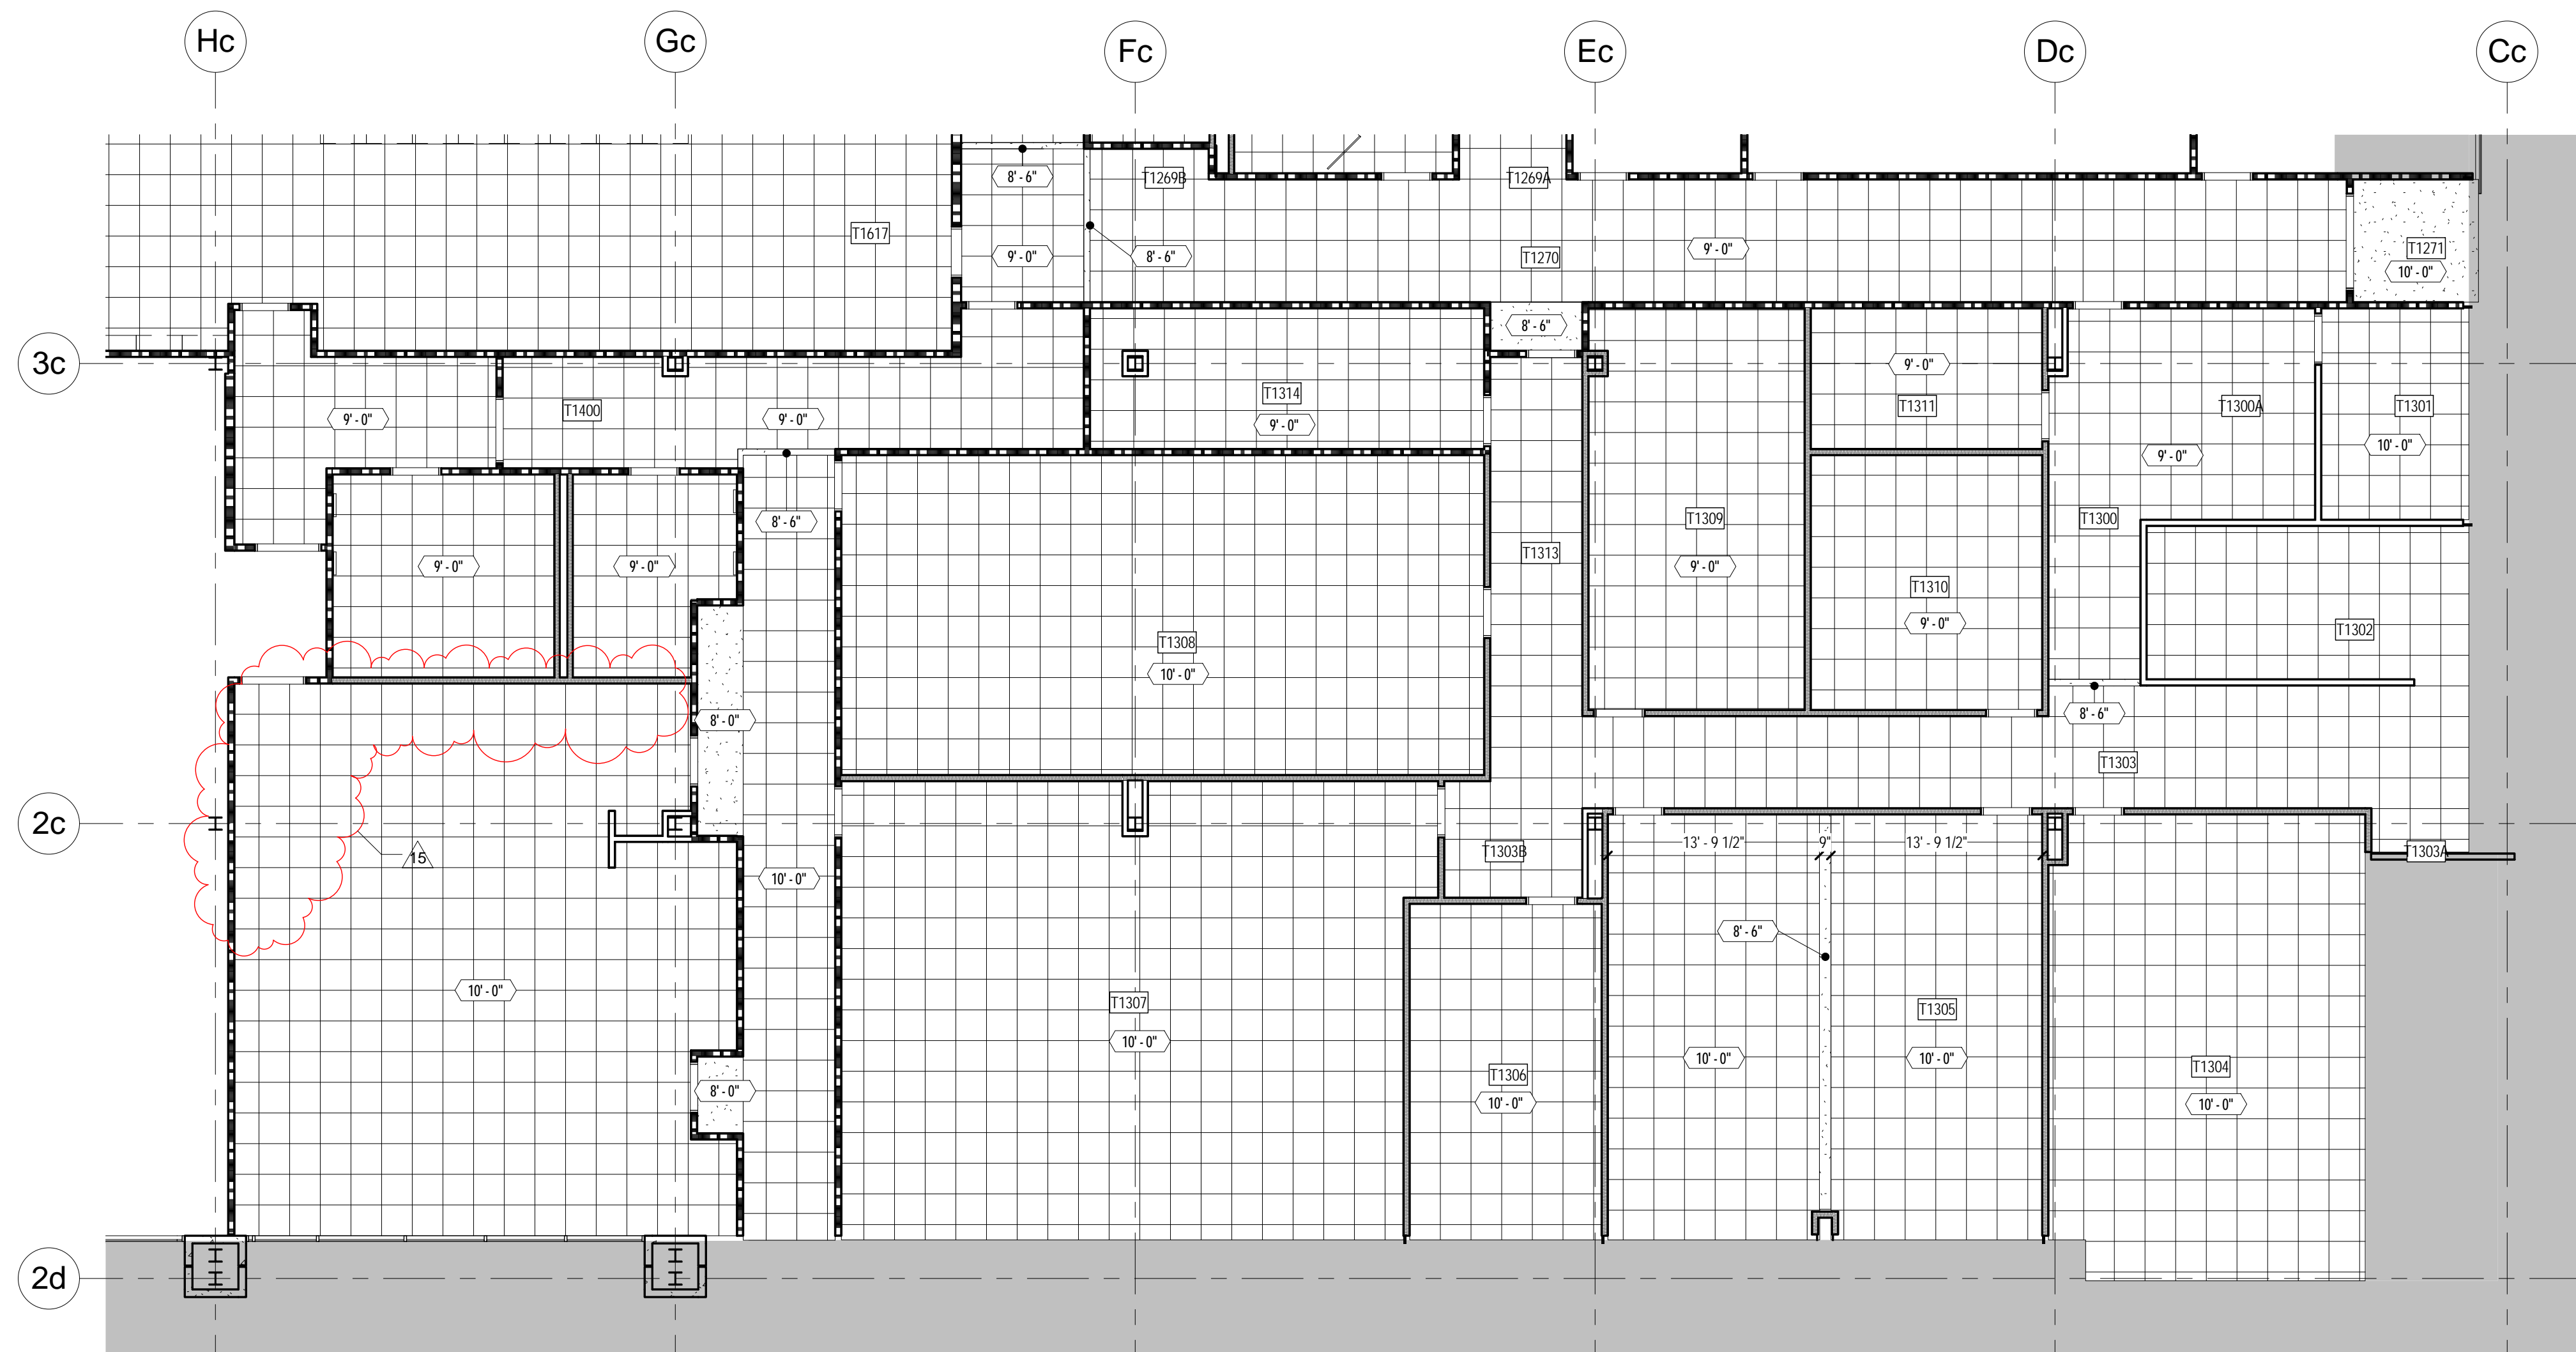 Hc
Gc
Fc
Ec
Dc
Cc
8' - 6"
T1269B
T1269A
T1617
9' - 0"
8' - 6"
T1270
9' - 0"
T1271
10' - 0"
8' - 6"
3c
9' - 0"
T1400
9' - 0"
T1314
9' - 0"
9' - 0"
T1311
T1300A
T1301
10' - 0"
9' - 0"
8' - 6"
T1309
T1300
T1313
9' - 0"
9' - 0"
9' - 0"
T1310
9' - 0"
T1302
T1308
10' - 0"
8' - 0"
8' - 6"
T1303
2c
15
13' - 9 1/2"
9"
13' - 9 1/2"
T1303B
T1303A
10' - 0"
8' - 6"
10' - 0"
T1307
10' - 0"
T1305
10' - 0"
10' - 0"
T1304
T1306
10' - 0"
10' - 0"
8' - 0"
2d